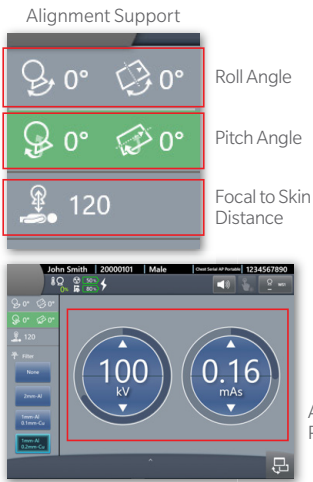 Alignment Support
0° 0°
Roll Angle
0° 0°
Pitch Angle
120
Focal to Skin
Distance
John Smith 20000101 Male Chest Serial AP Portable 1234567890
0% 50% 80%
0° 0°
0° 0°
120
Filter
None
2mm-Al
1mm-Al
0.1mm-Cu
1mm-Al
0.2mm-Cu
100
kV
0.16
mAs